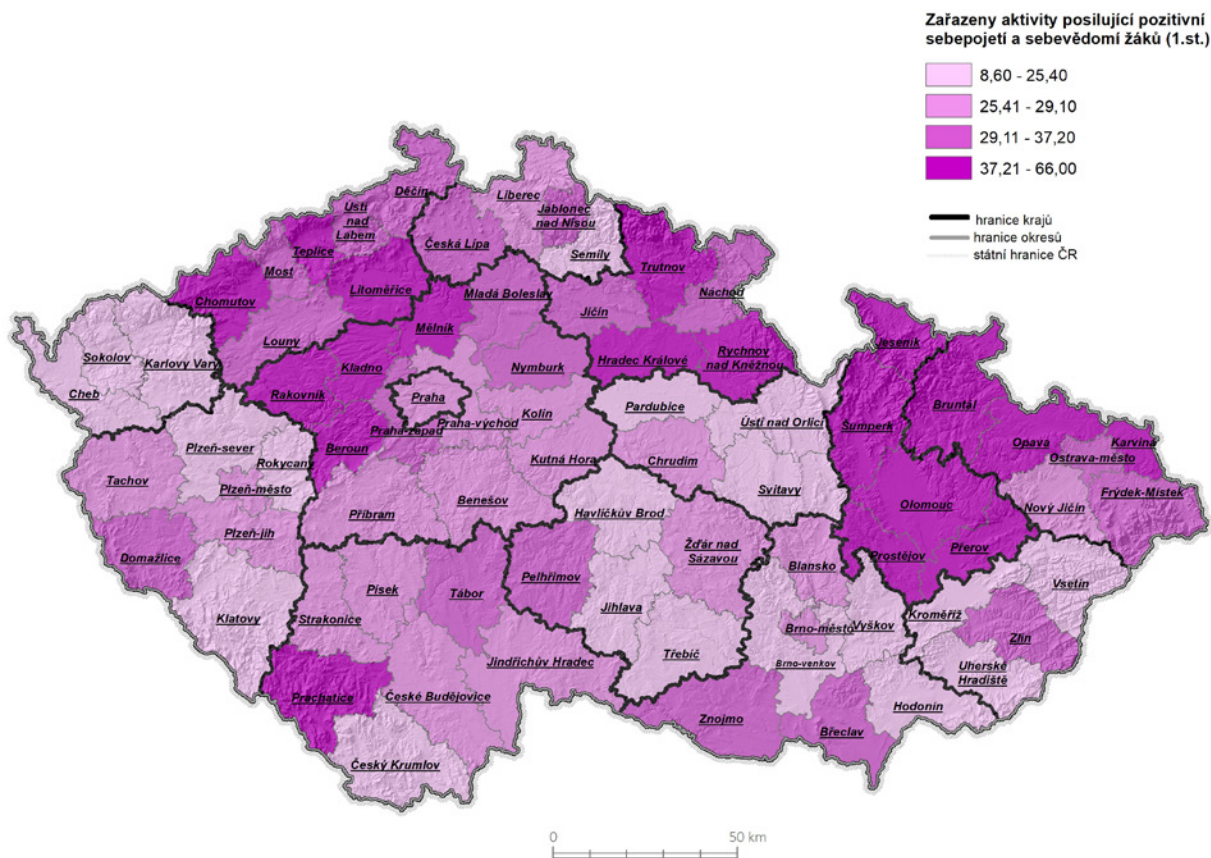 Zařazeny aktivity posilující pozitivní
sebepojetí a sebevědomí žáků (1.st.)
8,60 - 25,40
25,41 - 29,10
29,11 - 37,20
37,21 - 66,00
hranice krajů
hranice okresů
státní hranice ČR
Děčín
Liberec
Ústí
nad
Labem
Jablonec
nad Nisou
Teplice
Česká Lípa
Semily
Most
Trutnov
Litoměřice
Chomutov
Mladá Boleslav
Náchod
Jičín
Mělník
Louny
Jeseník
Sokolov
Karlovy Vary
Kladno
Nymburk
Hradec Králové
Rychnov
nad Kněžnou
Cheb
Rakovník
Praha
Bruntál
Kolín
Pardubice
Ústí nad Orlicí
Šumperk
Praha-západ
Praha-východ
Plzeň-sever
Beroun
Opava
Karviná
Ostrava-město
Rokycany
Kutná Hora
Chrudim
Tachov
Plzeň-město
Svitavy
Frýdek-Místek
Benešov
Olomouc
Nový Jičín
Příbram
Havlíčkův Brod
Plzeň-jih
Přerov
Domažlice
Žďár nad
Sázavou
Prostějov
Blansko
Pelhřimov
Písek
Tábor
Vsetín
Jihlava
Kroměříž
Klatovy
Strakonice
Brno-město
Vyškov
Zlín
Třebíč
Jindřichův Hradec
Brno-venkov
Uherské
Hradiště
Prachatice
České Budějovice
Hodonín
Znojmo
Břeclav
Český Krumlov
0
50 km